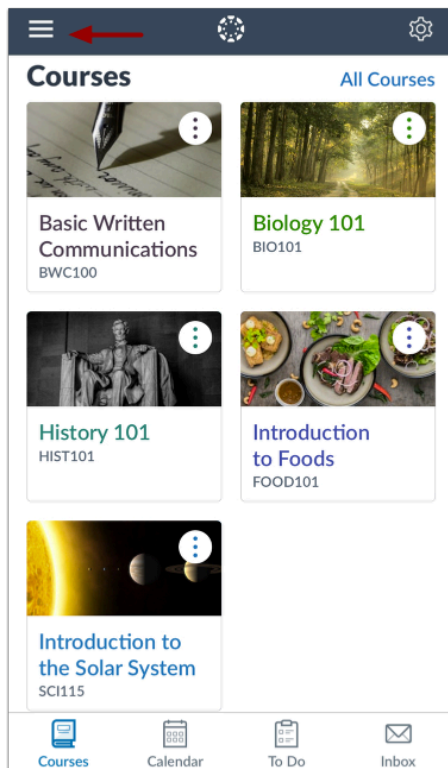 Courses
All Courses
Basic Written
Communications
BWC100
Biology 101
BIO101
History 101
HIST101
Introduction
to Foods
FOOD101
Introduction to
the Solar System
SCI115
Courses
Calendar
To Do
Inbox